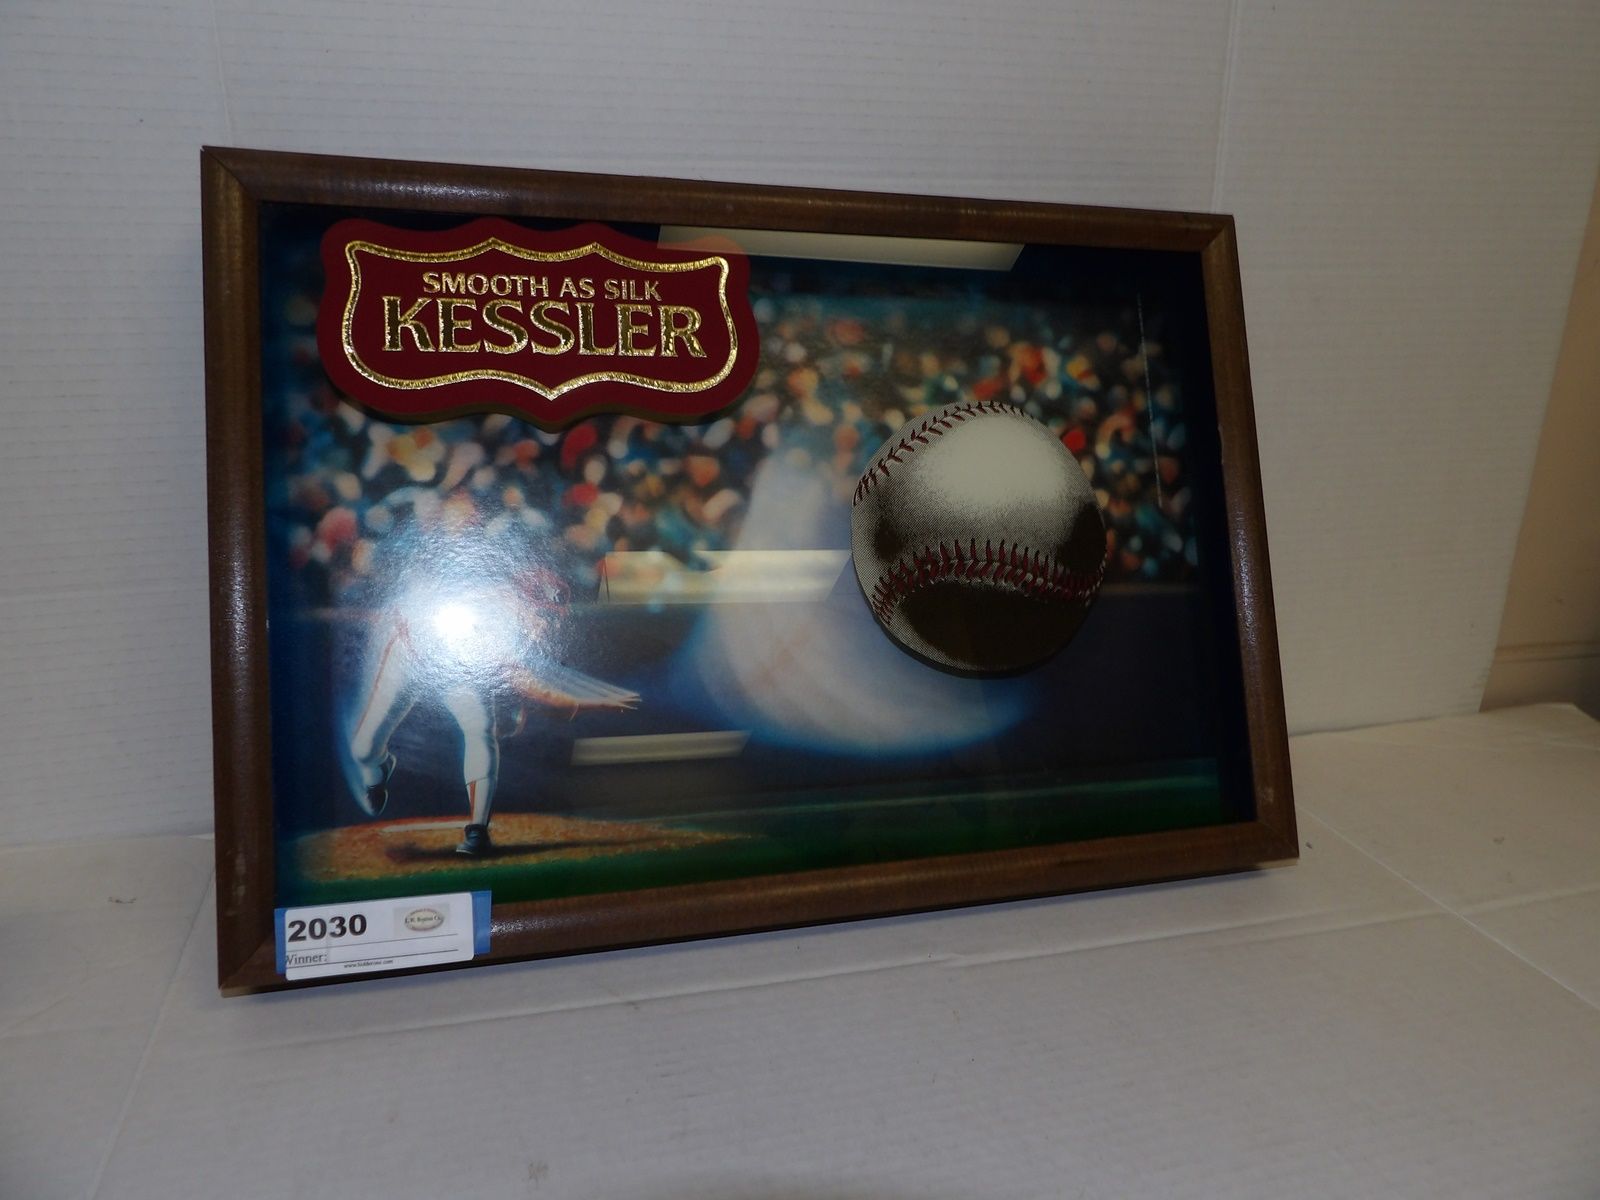 SMOOTH AS SILK
KESSLER
2030
Winner: